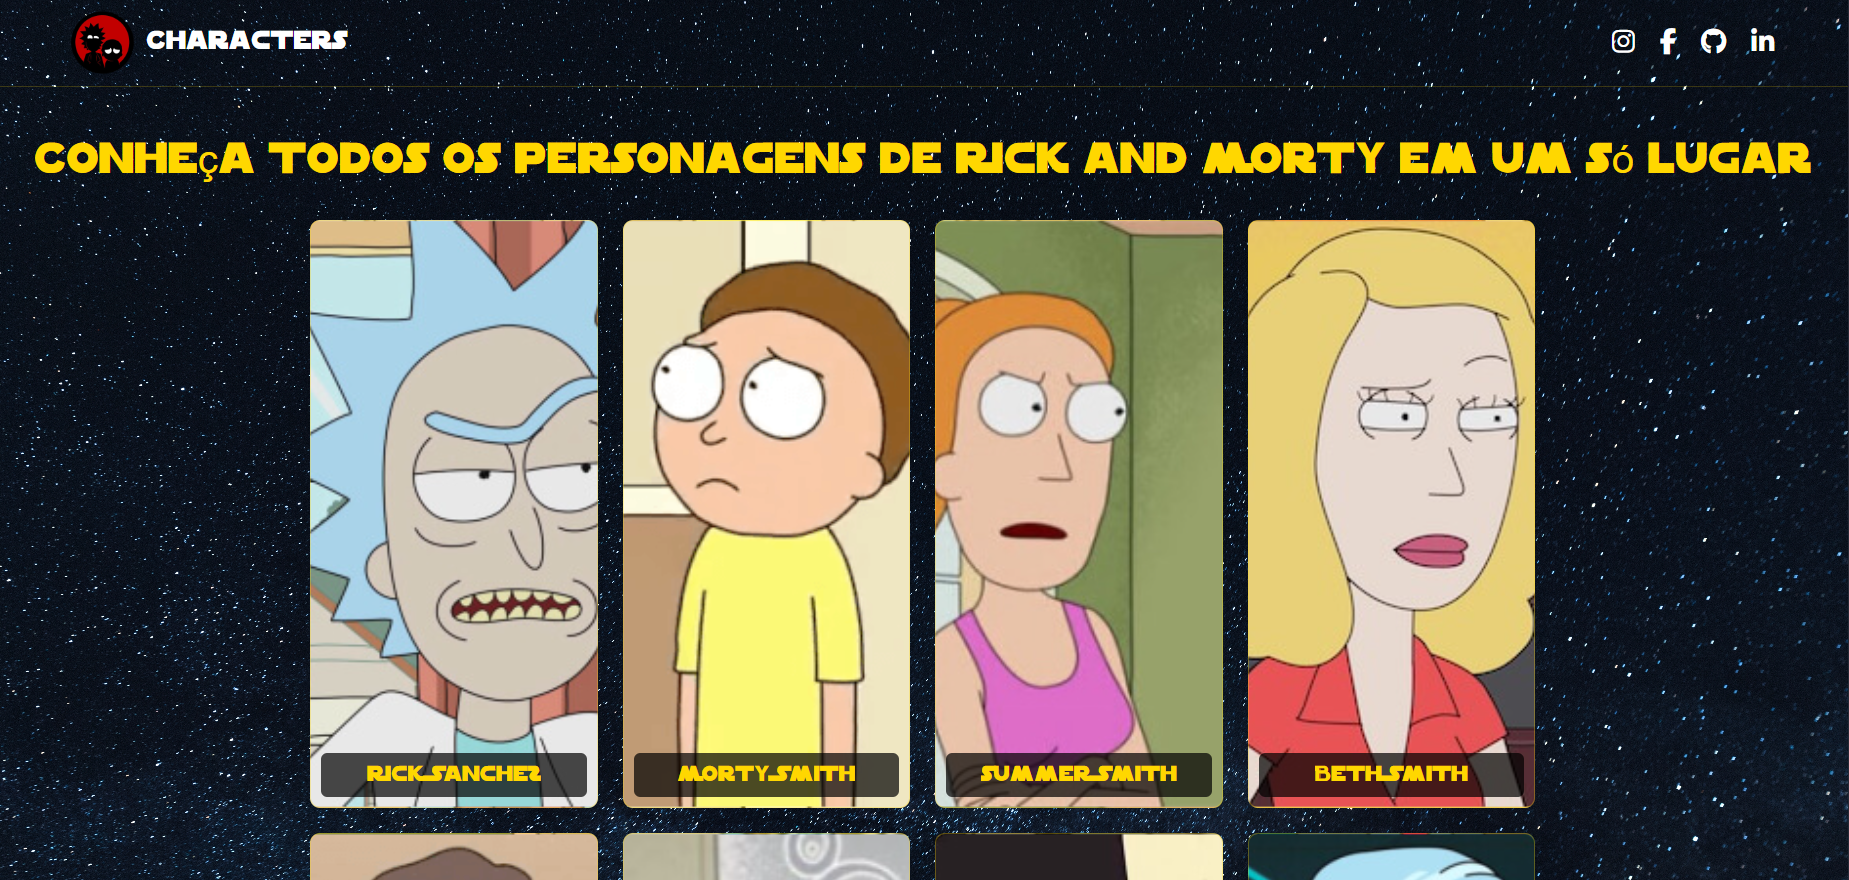 CHARACTERS
CONHEçA TODOS OS PERSONAGENS DE RICK AND MORTY EM UM Só LUGAR
RICK SANCHEZ
MORTY SMITH
SUMMER SMITH
BETH SMITH